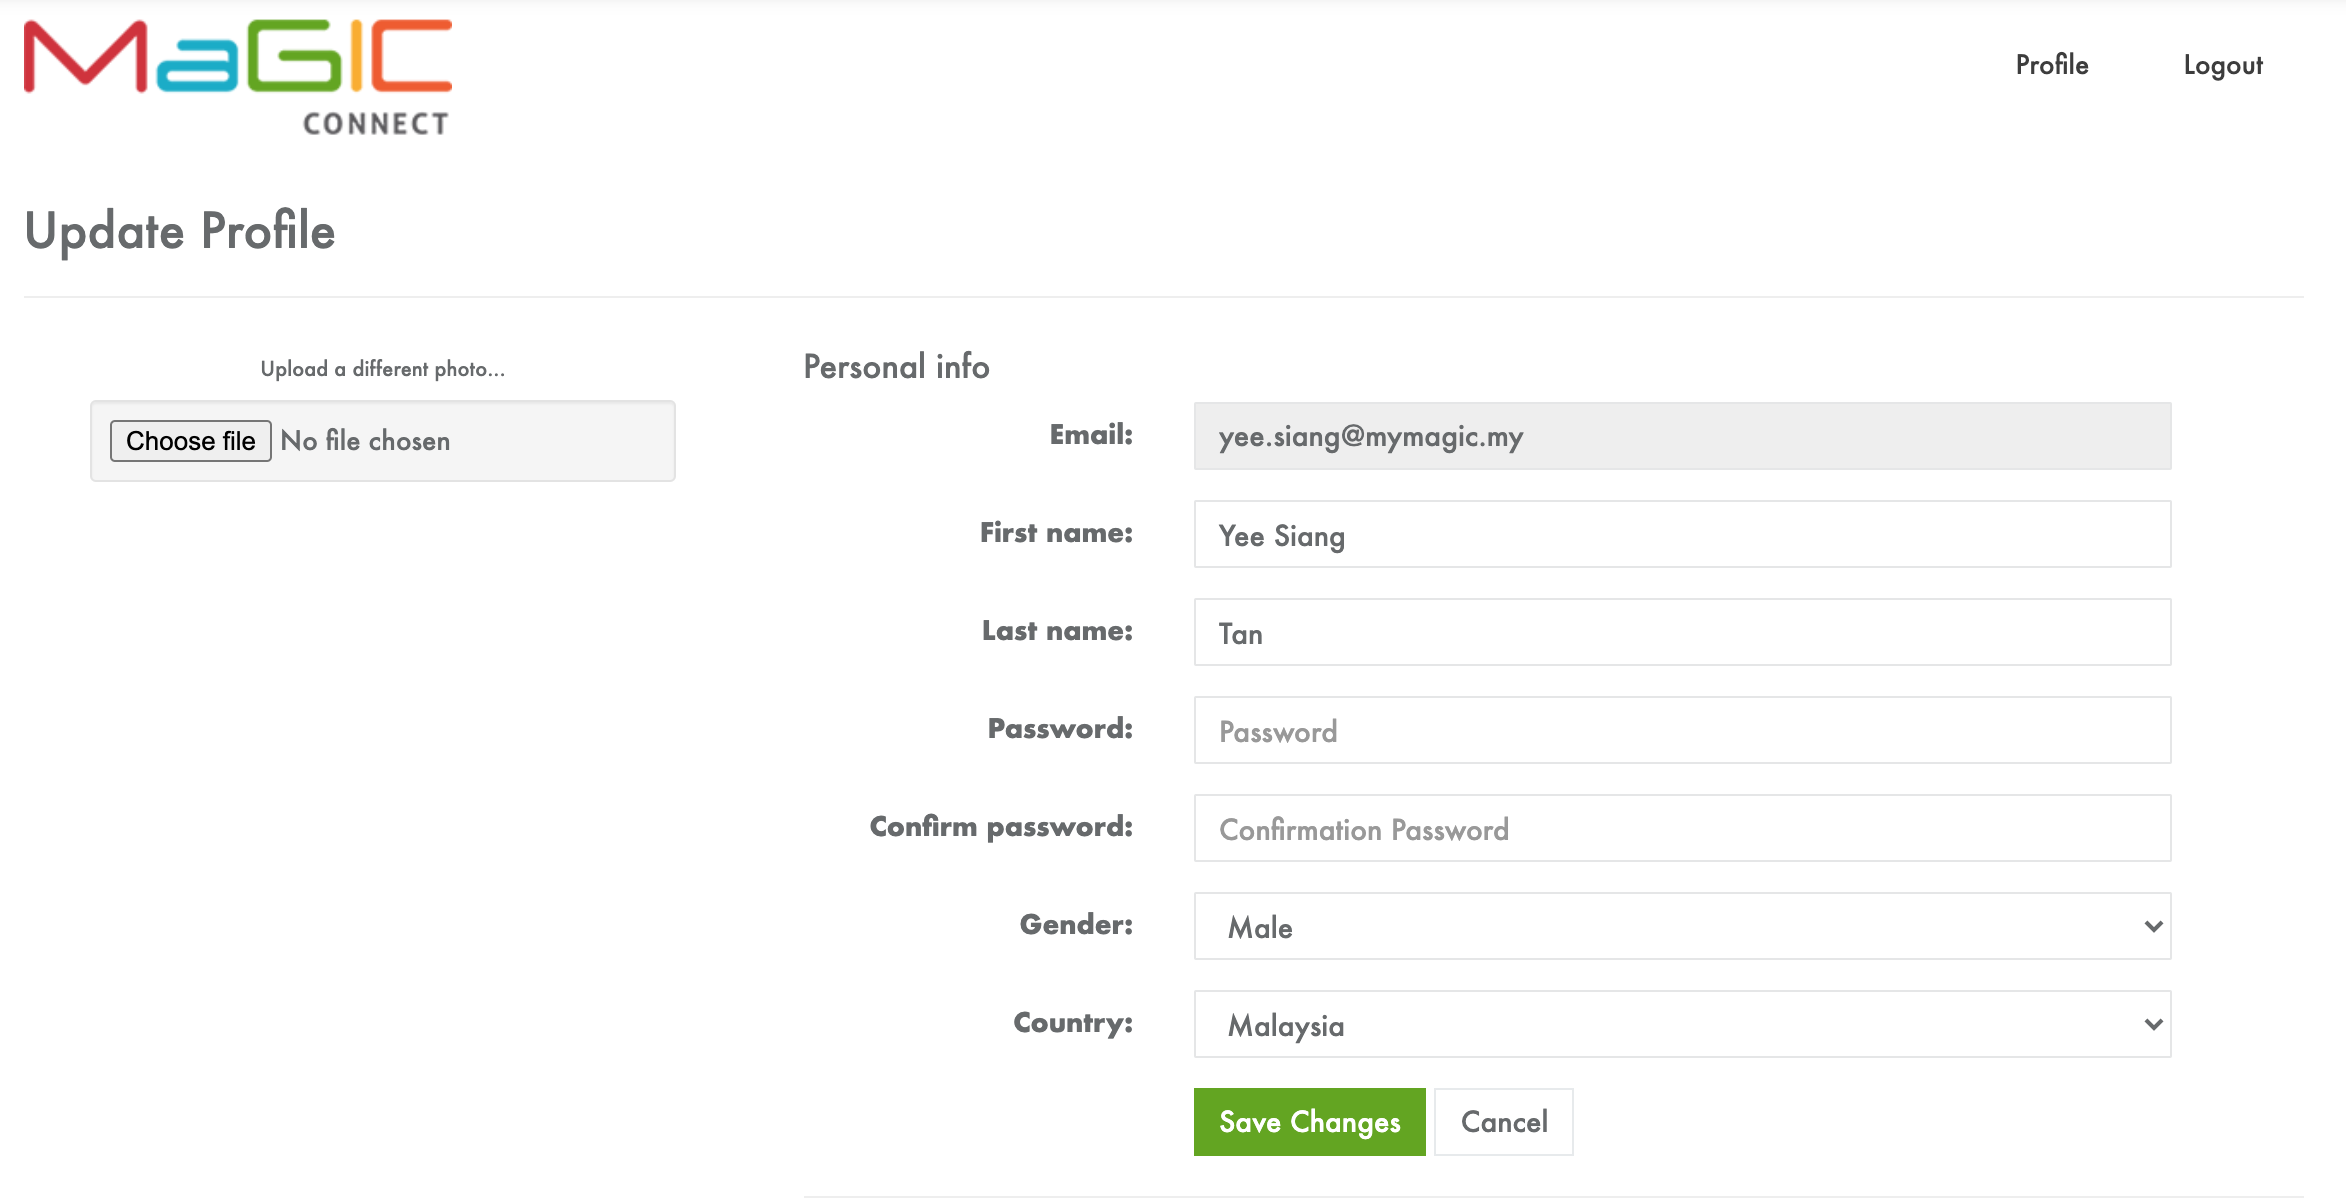 MaGIC
CONNECT
Profile
Logout
Update Profile
Upload a different photo...
Choose file No file chosen
Personal info
Email: yee.siang@mymagic.my
First name: Yee Siang
Last name: Tan
Password: Password
Confirm password: Confirmation Password
Gender: Male
Country: Malaysia
Save Changes
Cancel